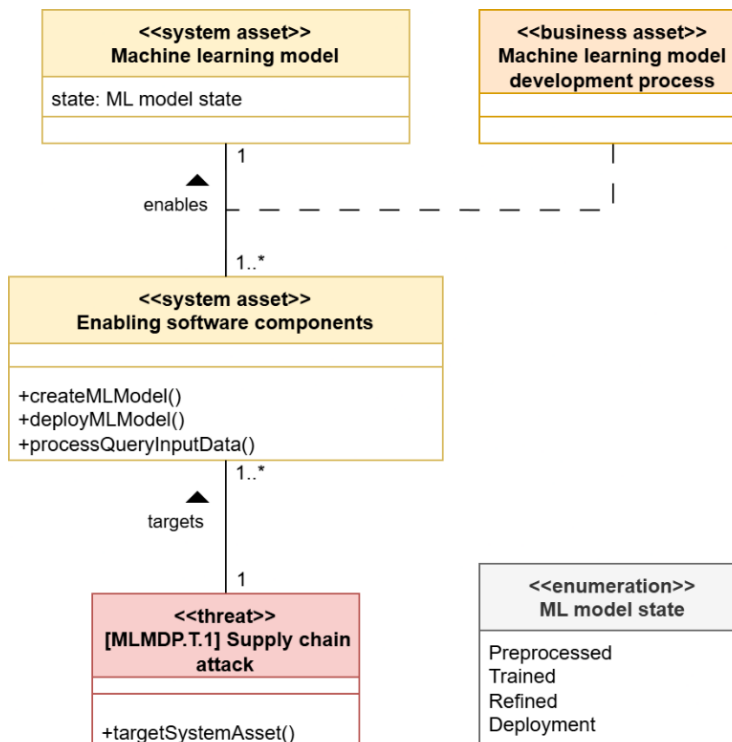 <<system asset>>
Machine learning model
state: ML model state
<<business asset>>
Machine learning model
development process
1
enables
1..*
<<system asset>>
Enabling software components
+createMLModel()
+deployMLModel()
+processQueryInputData()
1..*
targets
1
<<threat>>
[MLMDP.T.1] Supply chain
attack
+targetSystemAsset()
<<enumeration>>
ML model state
Preprocessed
Trained
Refined
Deployment